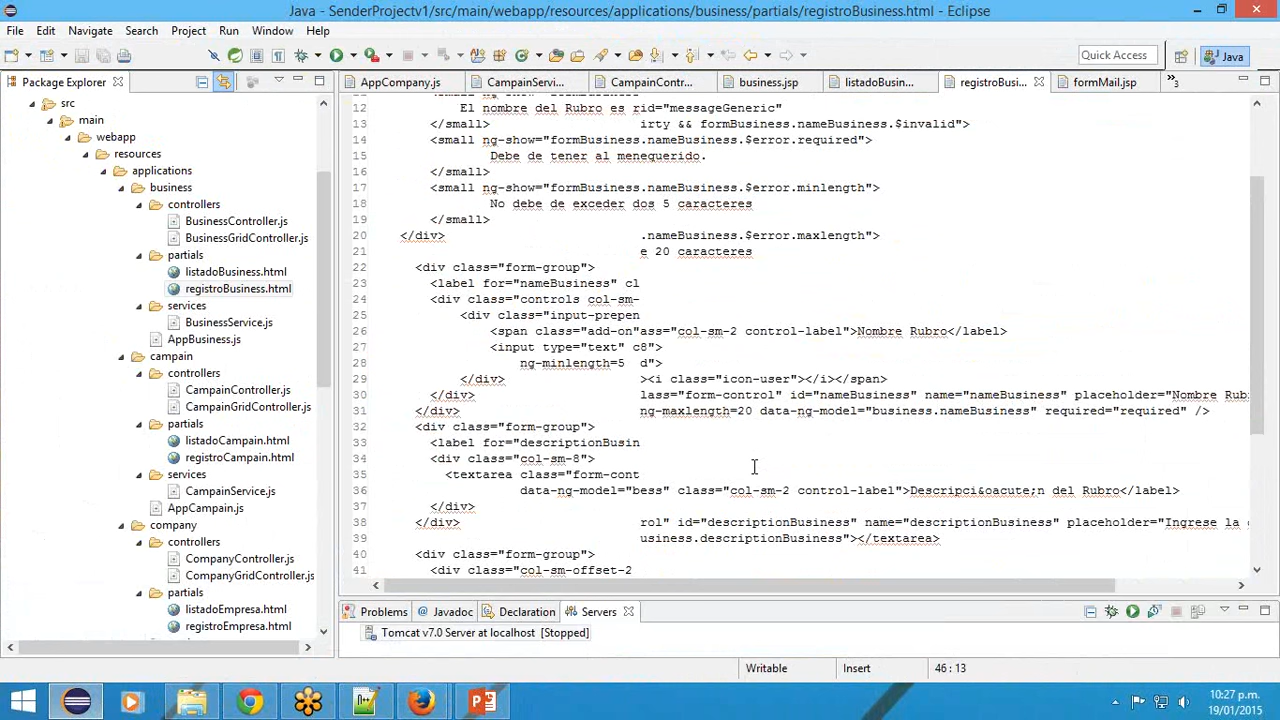 Java - SenderProjectv1/src/main/webapp/resources/applications/business/partials/registroBusiness.html - Eclipse
File Edit Navigate Search Project Run Window Help
Quick Access
Java
Package Explorer
AppCompany.js
CampainServi...
CampainContr...
business.jsp
listadoBusin...
registroBusi...
formMail.jsp
»3
src
main
webapp
resources
applications
business
controllers
BusinessController.js
BusinessGridController.js
partials
listadoBusiness.html
registroBusiness.html
services
BusinessService.js
AppBusiness.js
campain
controllers
CampainController.js
CampainGridController.js
partials
listadoCampain.html
registroCampain.html
services
CampainService.js
AppCampain.js
company
controllers
CompanyController.js
CompanyGridController.js
partials
listadoEmpresa.html
registroEmpresa.html
12 El nombre del Rubro es rid="messageGeneric"
13 </small> irty && formBusiness.nameBusiness.$invalid">
14 <small ng-show="formBusiness.nameBusiness.$error.required">
15 Debe de tener al menequerido.
16 </small>
17 <small ng-show="formBusiness.nameBusiness.$error.minlength">
18 No debe de exceder dos 5 caracteres
19 </small>
20 </div> .nameBusiness.$error.maxlength">
21 e 20 caracteres
22 <div class="form-group">
23 <label for="nameBusiness" cl
24 <div class="controls col-sm-
25 <div class="input-prepen
26 <span class="add-on"ass="col-sm-2 control-label">Nombre Rubro</label>
27 <input type="text" c8">
28 ng-minlength=5 d">
29 </div> ><i class="icon-user"></i></span>
30 </div> lass="form-control" id="nameBusiness" name="nameBusiness" placeholder="Nombre Rub
31 </div> ng-maxlength=20 data-ng-model="business.nameBusiness" required="required" />
32 <div class="form-group">
33 <label for="descriptionBusin
34 <div class="col-sm-8">
35 <textarea class="form-cont
36 data-ng-model="bess" class="col-sm-2 control-label">Descripci&oacute;n del Rubro</label>
37 </div>
38 </div> rol" id="descriptionBusiness" name="descriptionBusiness" placeholder="Ingrese la
39 usiness.descriptionBusiness"></textarea>
40 <div class="form-group">
41 <div class="col-sm-offset-2
Problems
Javadoc
Declaration
Servers
Tomcat v7.0 Server at localhost [Stopped]
Writable
Insert
46 : 13
10:27 p.m.
19/01/2015